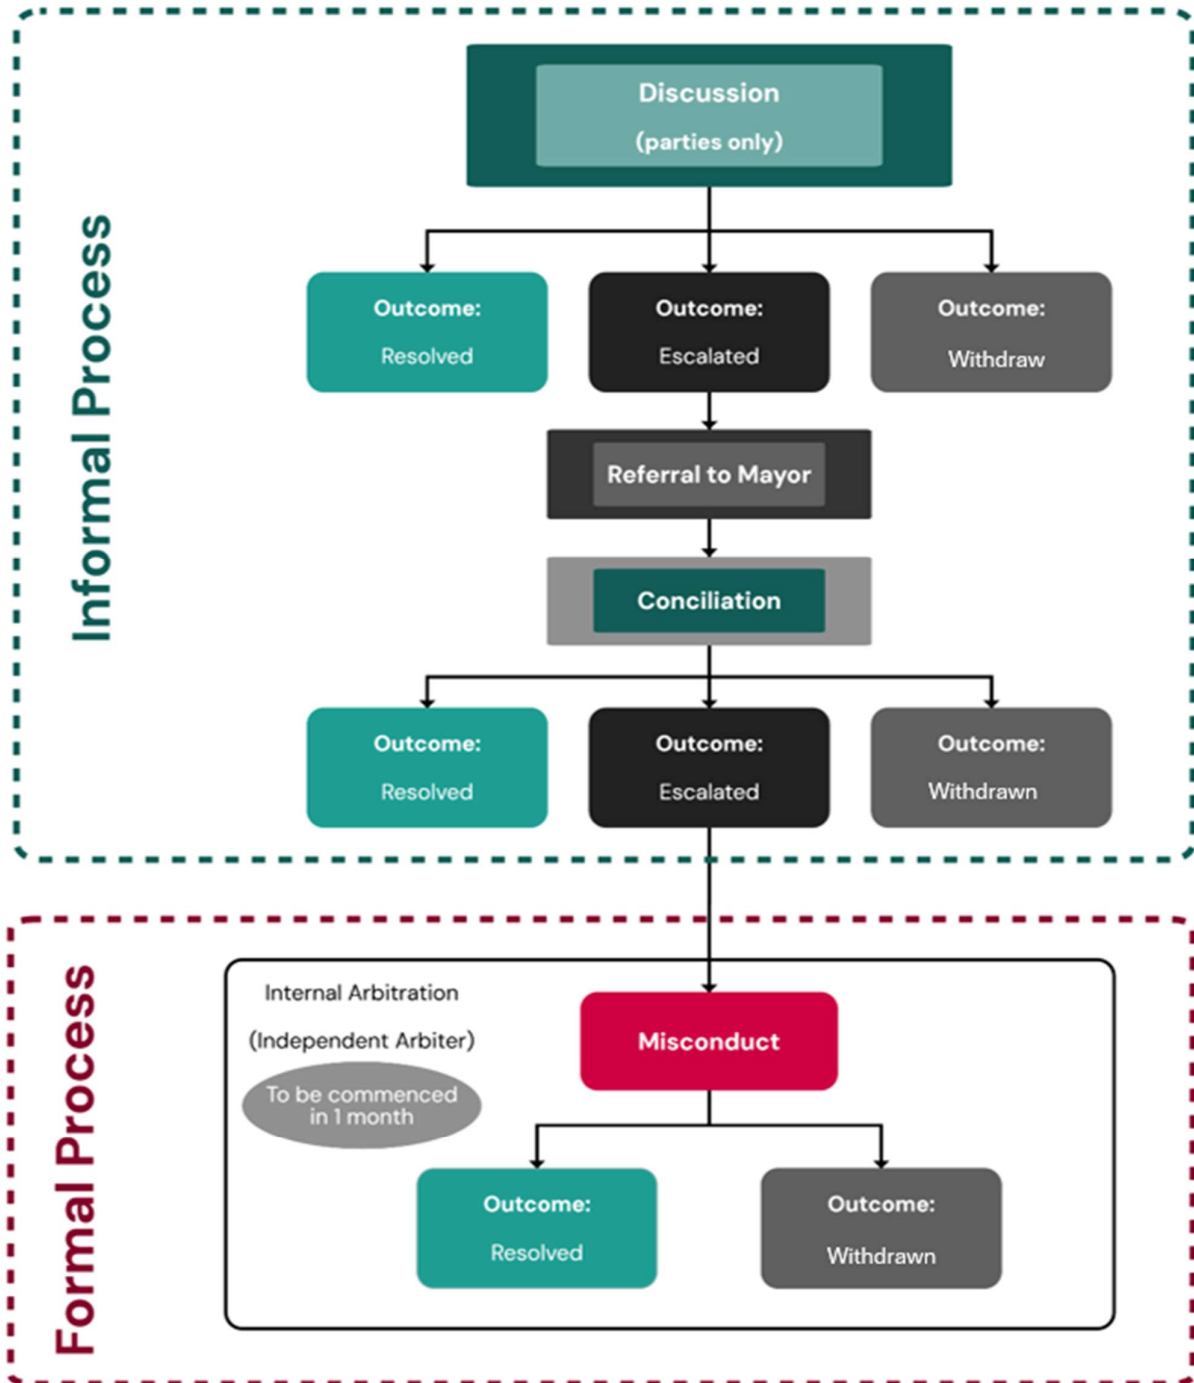 Informal Process
Discussion
(parties only)
Outcome:
Resolved
Outcome:
Escalated
Outcome:
Withdraw
Referral to Mayor
Conciliation
Outcome:
Resolved
Outcome:
Escalated
Outcome:
Withdrawn
Formal Process
Internal Arbitration
(Independent Arbiter)
To be commenced
in 1 month
Misconduct
Outcome:
Resolved
Outcome:
Withdrawn